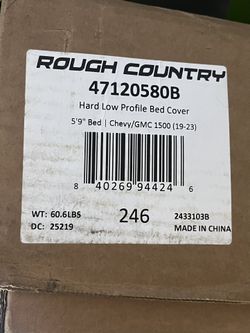 ROUGH COUNTRY
47120580B
Hard Low Profile Bed Cover
5'9" Bed | Chevy/GMC 1500 (19-23)
8 40269 94424 6
WT: 60.6LBS 246 2433103B
DC: 25219 MADE IN CHINA